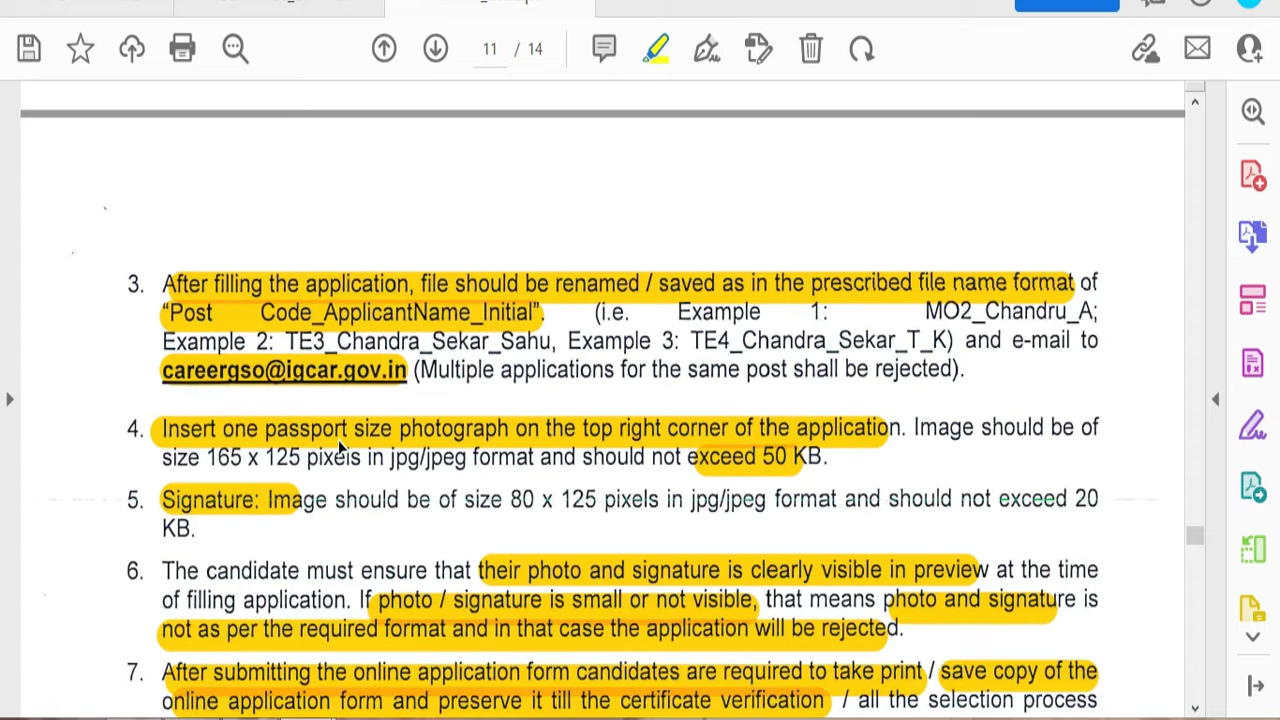 11 / 14
3. After filling the application, file should be renamed / saved as in the prescribed file name format of
“Post Code_ApplicantName_Initial”. (i.e. Example 1: MO2_Chandru_A;
Example 2: TE3_Chandra_Sekar_Sahu, Example 3: TE4_Chandra_Sekar_T_K) and e-mail to
careergso@igcar.gov.in (Multiple applications for the same post shall be rejected).
4. Insert one passport size photograph on the top right corner of the application. Image should be of
size 165 x 125 pixels in jpg/jpeg format and should not exceed 50 KB.
5. Signature: Image should be of size 80 x 125 pixels in jpg/jpeg format and should not exceed 20
KB.
6. The candidate must ensure that their photo and signature is clearly visible in preview at the time
of filling application. If photo / signature is small or not visible, that means photo and signature is
not as per the required format and in that case the application will be rejected.
7. After submitting the online application form candidates are required to take print / save copy of the
online application form and preserve it till the certificate verification / all the selection process